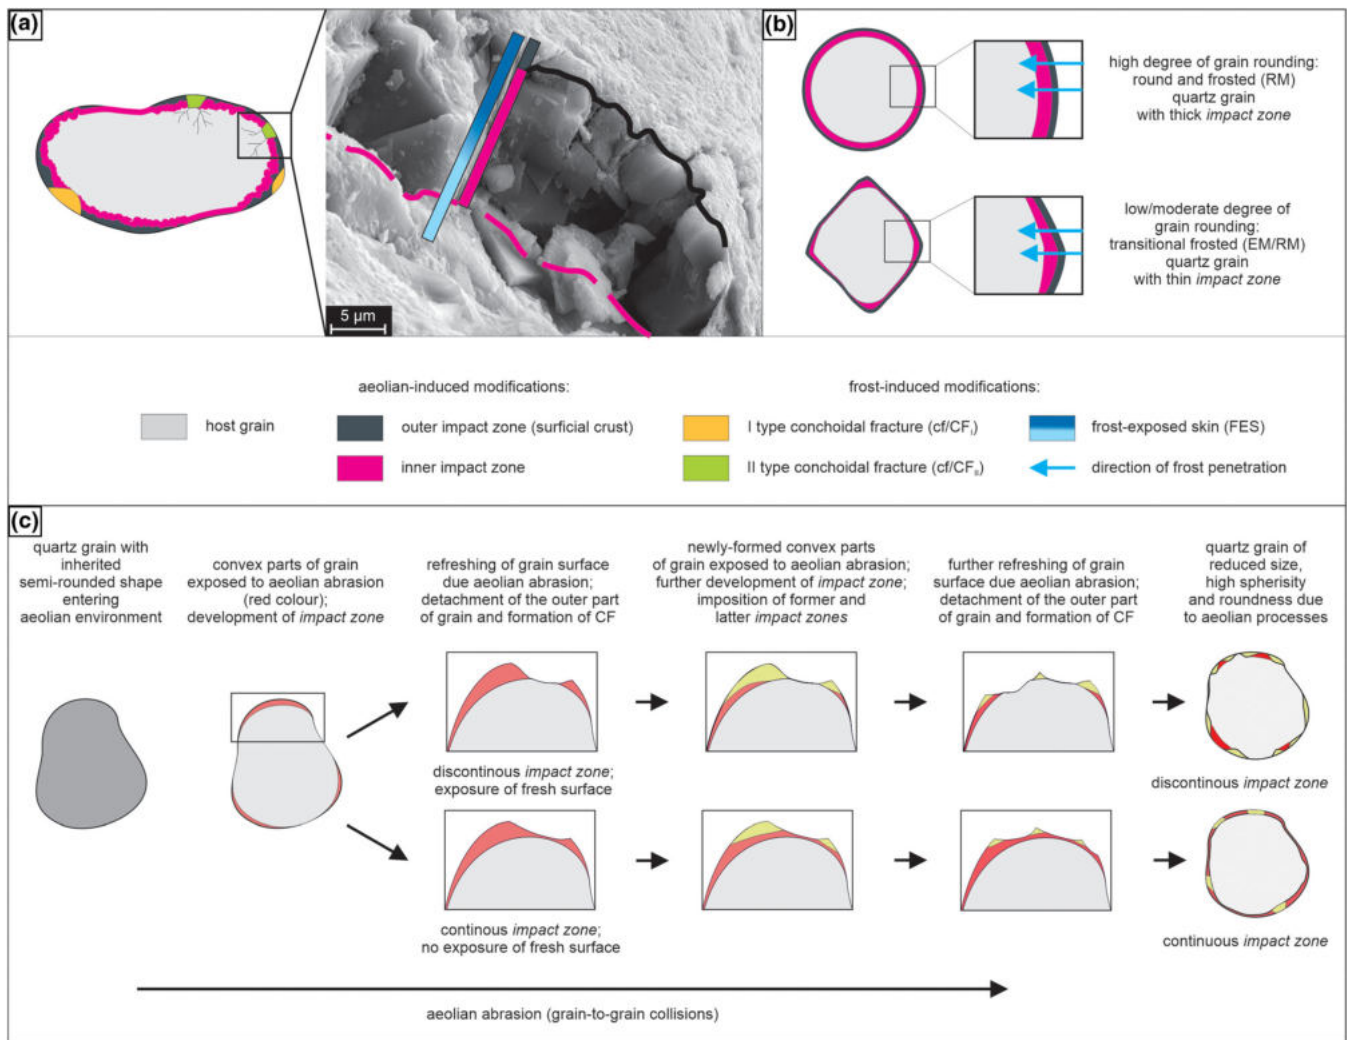 (a)
5 µm
(b)
high degree of grain rounding:
round and frosted (RM)
quartz grain
with thick impact zone
low/moderate degree of
grain rounding:
transitional frosted (EM/RM)
quartz grain
with thin impact zone
aeolian-induced modifications:
frost-induced modifications:
host grain
outer impact zone (surficial crust)
I type conchoidal fracture (cf/CFI)
frost-exposed skin (FES)
inner impact zone
II type conchoidal fracture (cf/CFII)
direction of frost penetration
(c)
quartz grain with
inherited
semi-rounded shape
entering
aeolian environment
convex parts of grain
exposed to aeolian abrasion
(red colour);
development of impact zone
refreshing of grain surface
due aeolian abrasion;
detachment of the outer part
of grain and formation of CF
newly-formed convex parts
of grain exposed to aeolian abrasion;
further development of impact zone;
imposition of former and
latter impact zones
further refreshing of grain
surface due aeolian abrasion;
detachment of the outer part
of grain and formation of CF
quartz grain of
reduced size,
high spherisity
and roundness due
to aeolian processes
discontinous impact zone;
exposure of fresh surface
discontinous impact zone
continous impact zone;
no exposure of fresh surface
continuous impact zone
aeolian abrasion (grain-to-grain collisions)